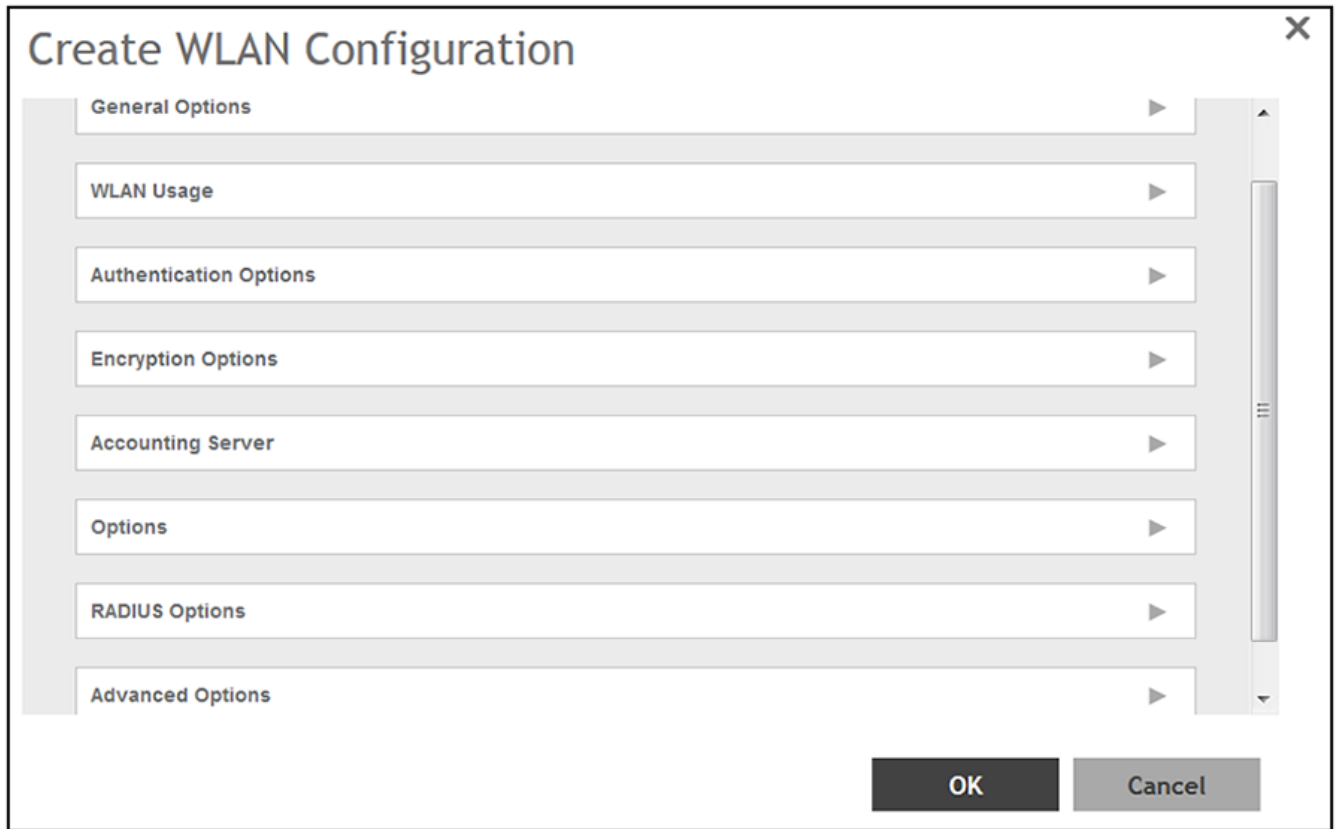 Create WLAN Configuration
General Options
WLAN Usage
Authentication Options
Encryption Options
Accounting Server
Options
RADIUS Options
Advanced Options
OK Cancel